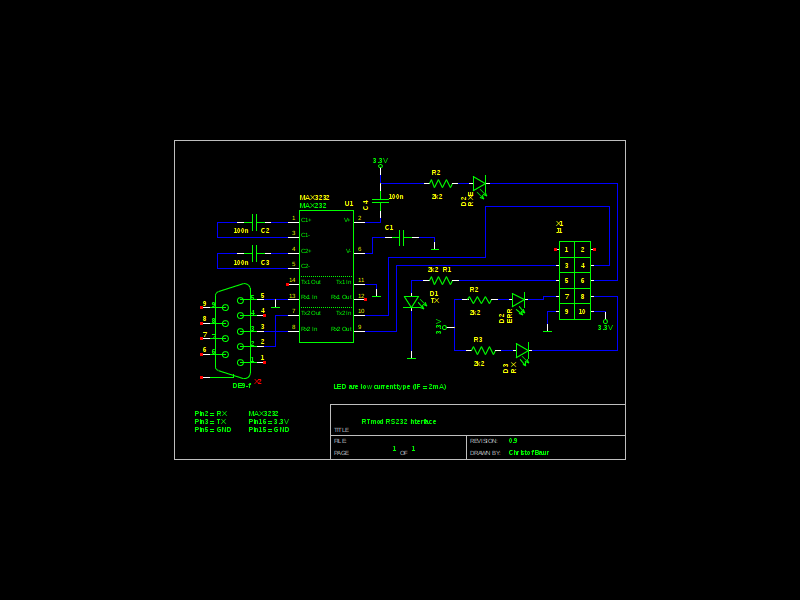 3.3V
R2
2k2
D2
RXE
MAX3232
MAX232
U1
C4
100n
1 C1+ V+ 2
3 C1-
4 C2+ V- 6
5 C2-
14 Tx1 Out Tx1 In 11
13 Rx1 In Rx1 Out 12
7 Tx2 Out Tx2 In 10
8 Rx2 In Rx2 Out 9
100n C2
100n C3
C1
X1
J1
1 2
3 4
5 6
7 8
9 10
3.3V
2k2 R1
D1
TX
R2
2k2
D2
ERR
3.3V
R3
2k2
D3
RX
9 5
8 4
7 3
6 2
1
DE9-f X2
LED are low current type (IF = 2mA)
Pin2 = RX MAX3232
Pin3 = TX Pin16 = 3.3V
Pin5 = GND Pin15 = GND
RTmod RS232 Interface
TITLE
FILE: REVISION: 0.9
PAGE 1 OF 1 DRAWN BY: Christof Baur